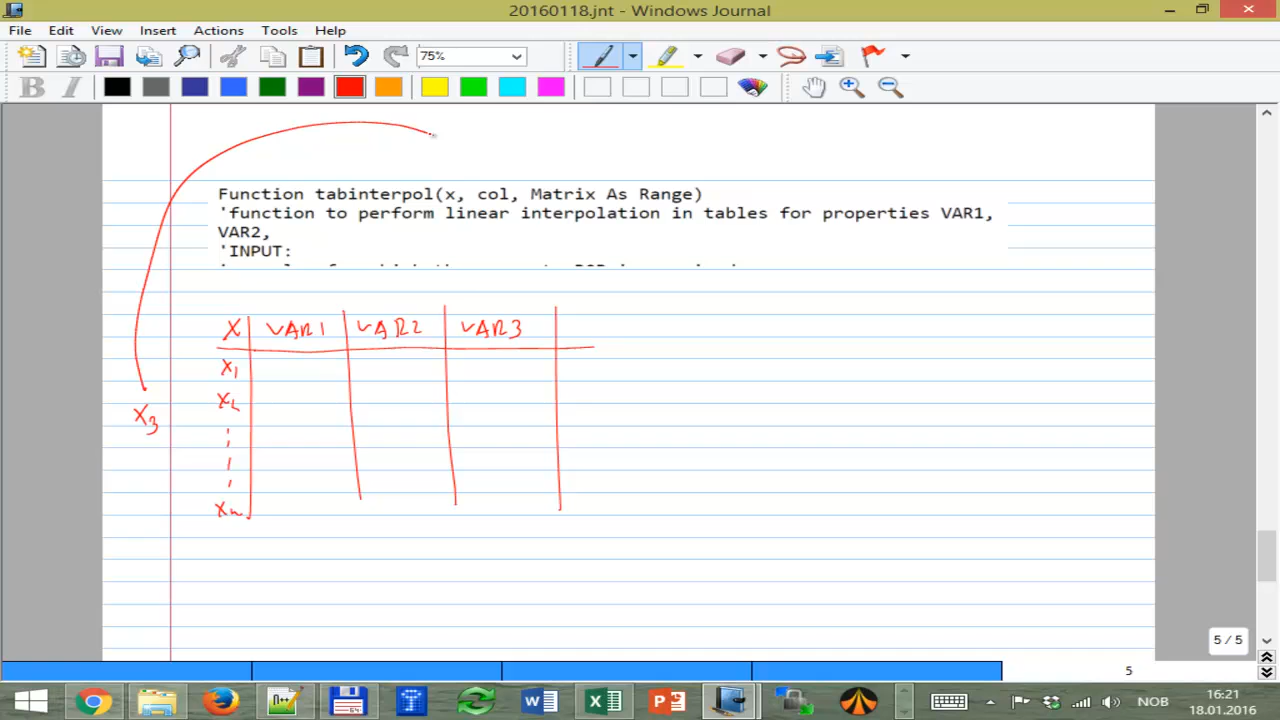 20160118.jnt - Windows Journal
File Edit View Insert Actions Tools Help
75%
B I
Function tabinterpol(x, col, Matrix As Range)
'function to perform linear interpolation in tables for properties VAR1,
VAR2,
'INPUT:
X VAR1 VAR2 VAR3
x1
x2
x3
xn
5 / 5
5
NOB 16:21
18.01.2016